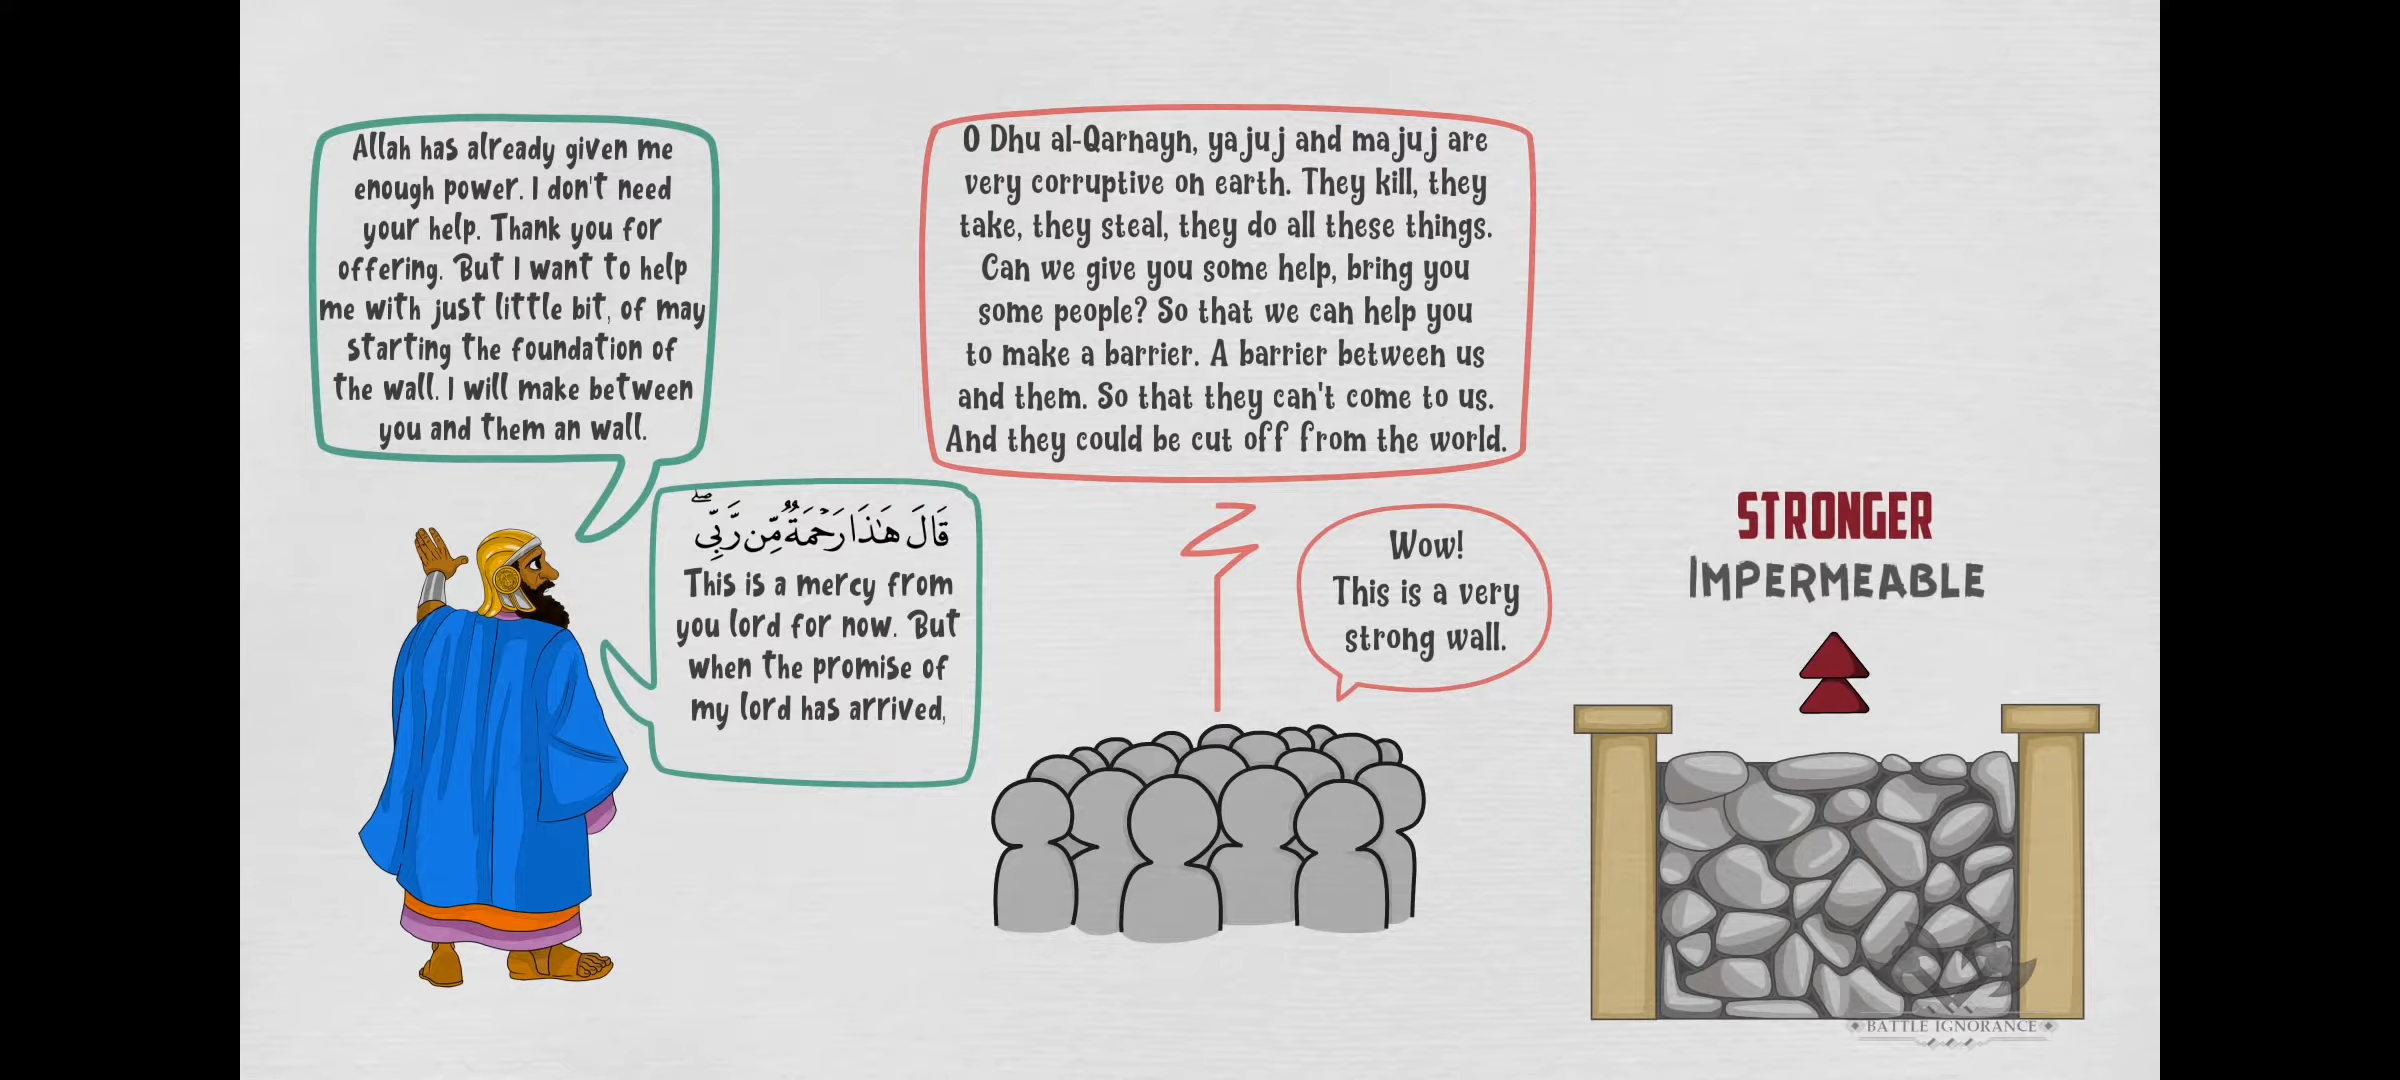 Allah has already given me
enough power. I don't need
your help. Thank you for
offering. But I want to help
me with just little bit, of may
starting the foundation of
the wall. I will make between
you and them an wall.
O Dhu al-Qarnayn, yajuj and majuj are
very corruptive on earth. They kill, they
take, they steal, they do all these things.
Can we give you some help, bring you
some people? So that we can help you
to make a barrier. A barrier between us
and them. So that they can't come to us.
And they could be cut off from the world.
قَالَ هَـٰذَا رَحْمَةٌ مِّن رَّبِّي ۖ
This is a mercy from
you lord for now. But
when the promise of
my lord has arrived,
Wow!
This is a very
strong wall.
STRONGER
IMPERMEABLE
BATTLE IGNORANCE